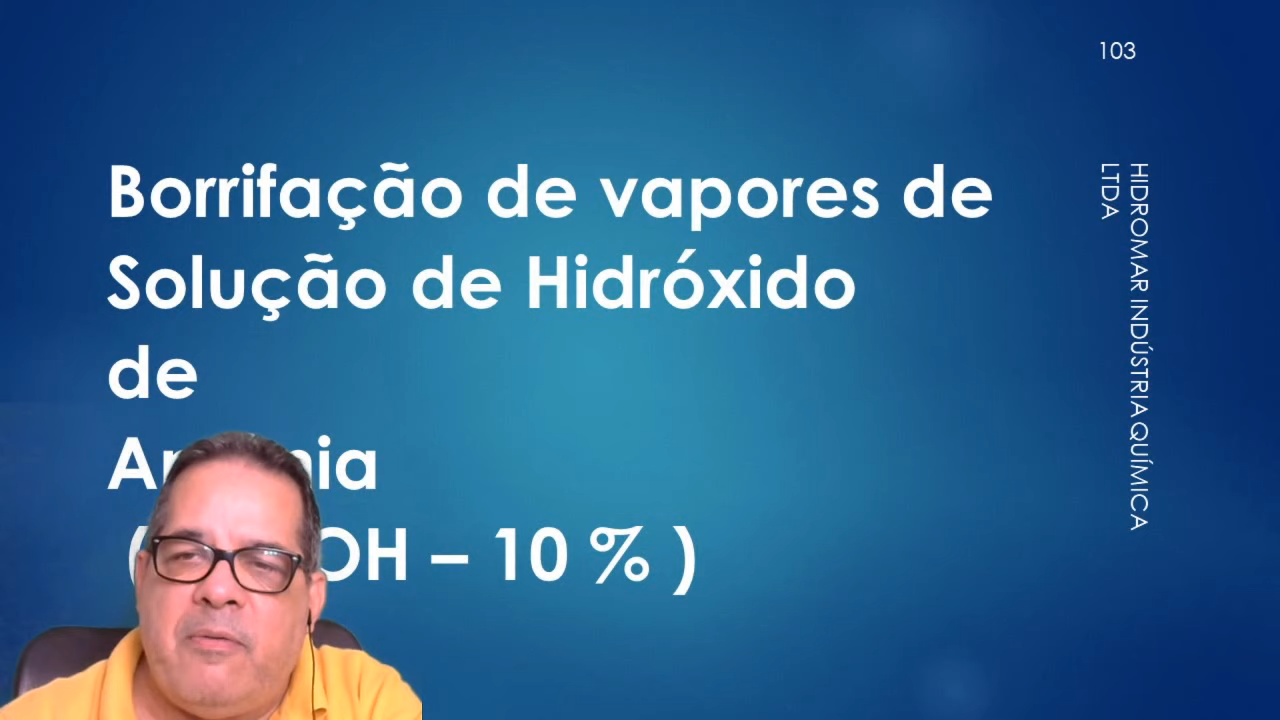 103
Borrifação de vapores de
Solução de Hidróxido
de
OH – 10 % )
HIDROMAR INDÚSTRIA QUÍMICA
LTDA